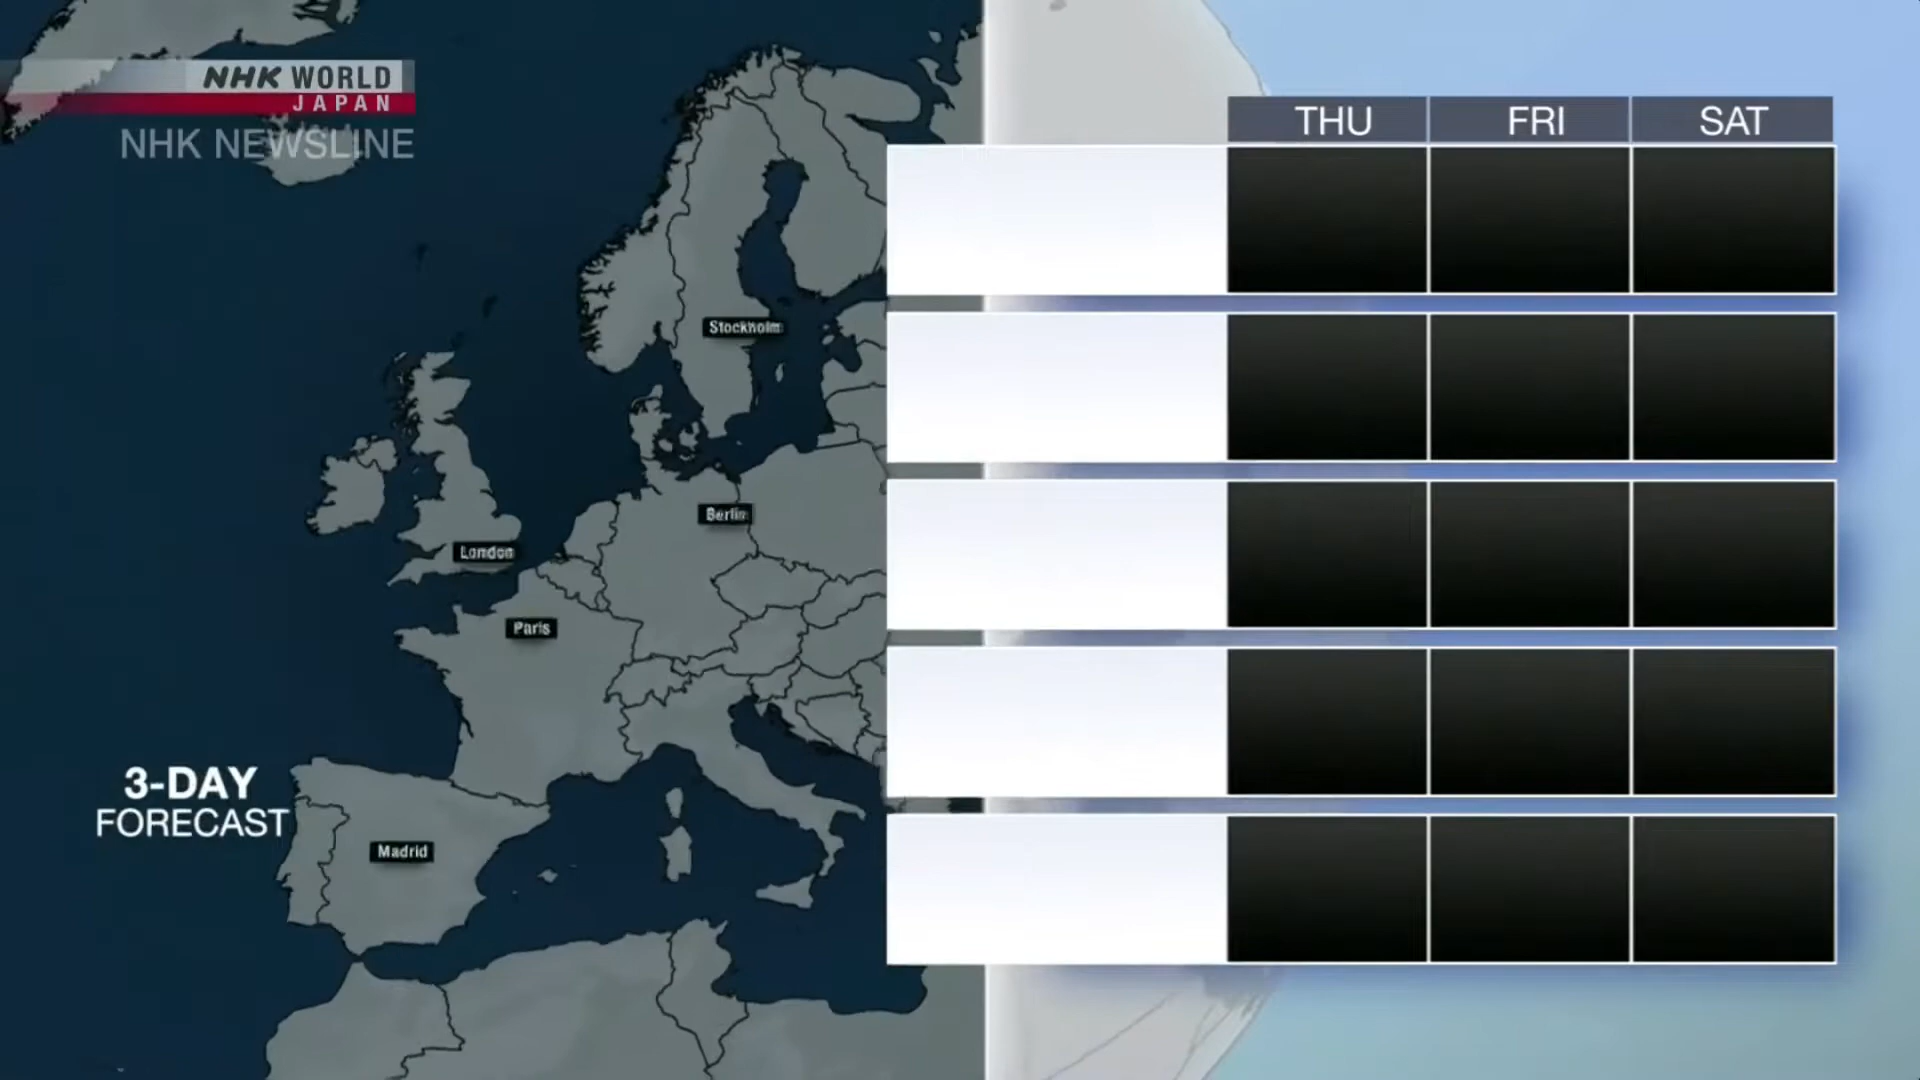 NHK WORLD
JAPAN
NHK NEWSLINE
THU FRI SAT
Stockholm
Berlin
London
Paris
3-DAY
FORECAST
Madrid